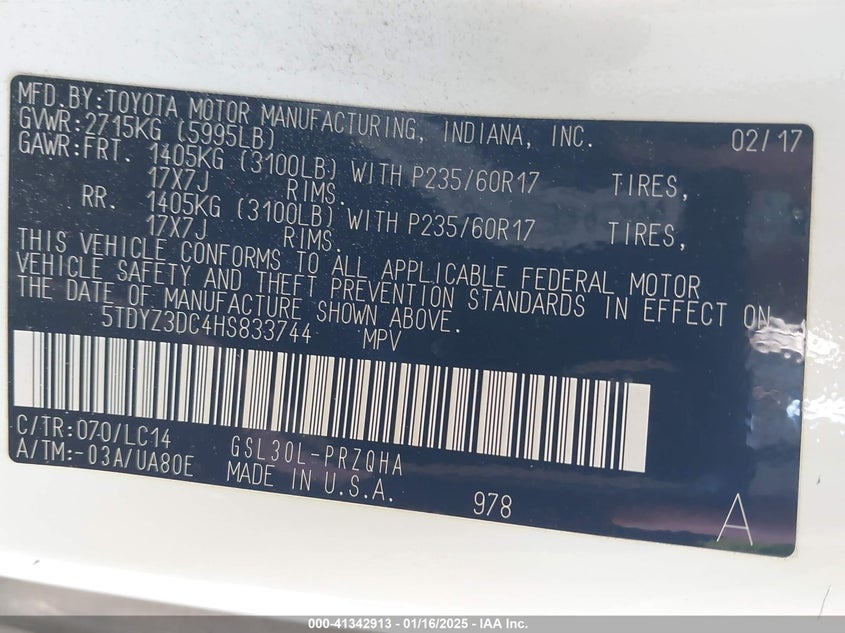 MFD.BY:TOYOTA MOTOR MANUFACTURING, INDIANA, INC. 02/17
GVWR:2715KG (5995LB)
GAWR:FRT. 1405KG (3100LB) WITH P235/60R17 TIRES,
17X7J RIMS.
RR. 1405KG (3100LB) WITH P235/60R17 TIRES,
17X7J RIMS.
THIS VEHICLE CONFORMS TO ALL APPLICABLE FEDERAL MOTOR
VEHICLE SAFETY AND THEFT PREVENTION STANDARDS IN EFFECT ON
THE DATE OF MANUFACTURE SHOWN ABOVE.
5TDYZ3DC4HS833744 MPV
C/TR:070/LC14 GSL30L-PRZQHA
A/TM:-03A/UA80E MADE IN U.S.A. 978 A
000-41342913 - 01/16/2025 - IAA Inc.